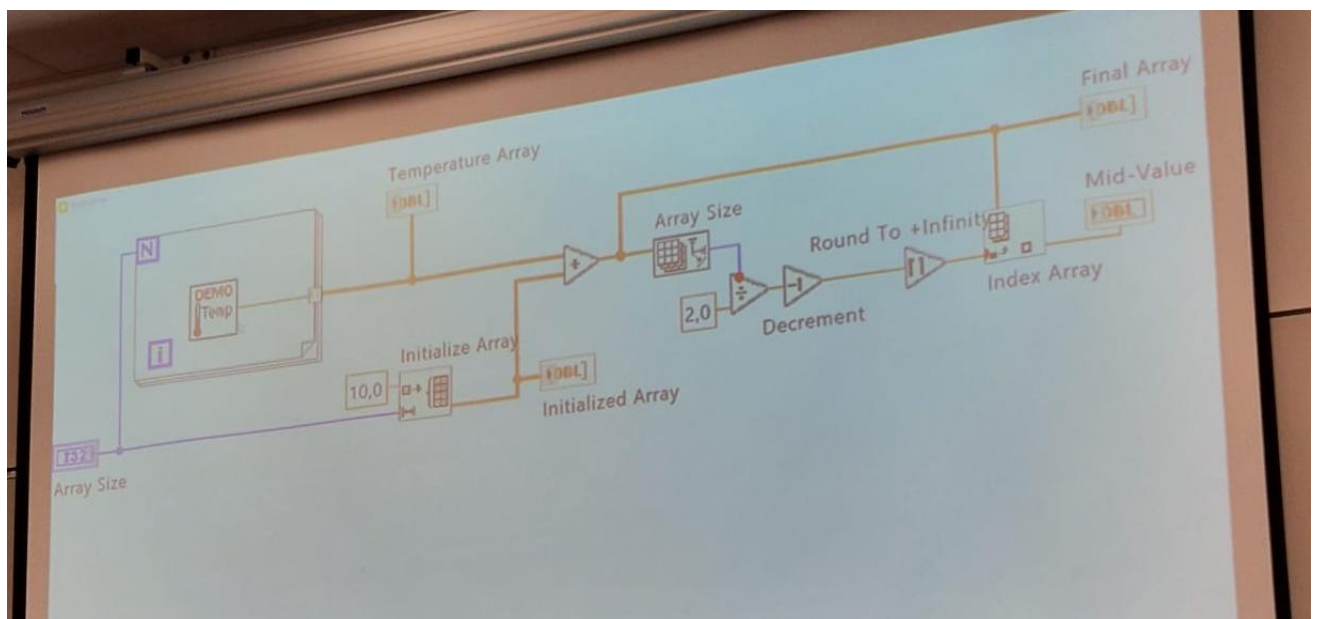 Final Array
DBL]
Temperature Array
DBL]
Mid-Value
DBL]
Array Size
Round To +Infinity
N
DEMO
Temp
+
÷
-1
2,0
Index Array
Decrement
i
Initialize Array
10,0
DBL]
Initialized Array
I32
Array Size